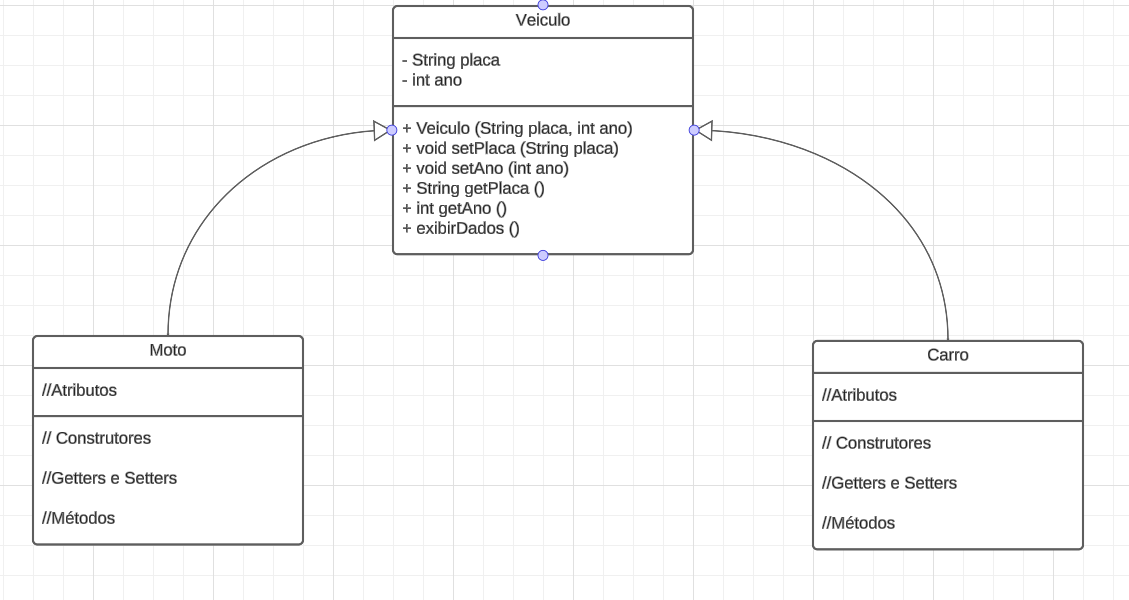 Veiculo
- String placa
- int ano
+ Veiculo (String placa, int ano)
+ void setPlaca (String placa)
+ void setAno (int ano)
+ String getPlaca ()
+ int getAno ()
+ exibirDados ()
Moto
//Atributos
// Construtores
//Getters e Setters
//Métodos
Carro
//Atributos
// Construtores
//Getters e Setters
//Métodos